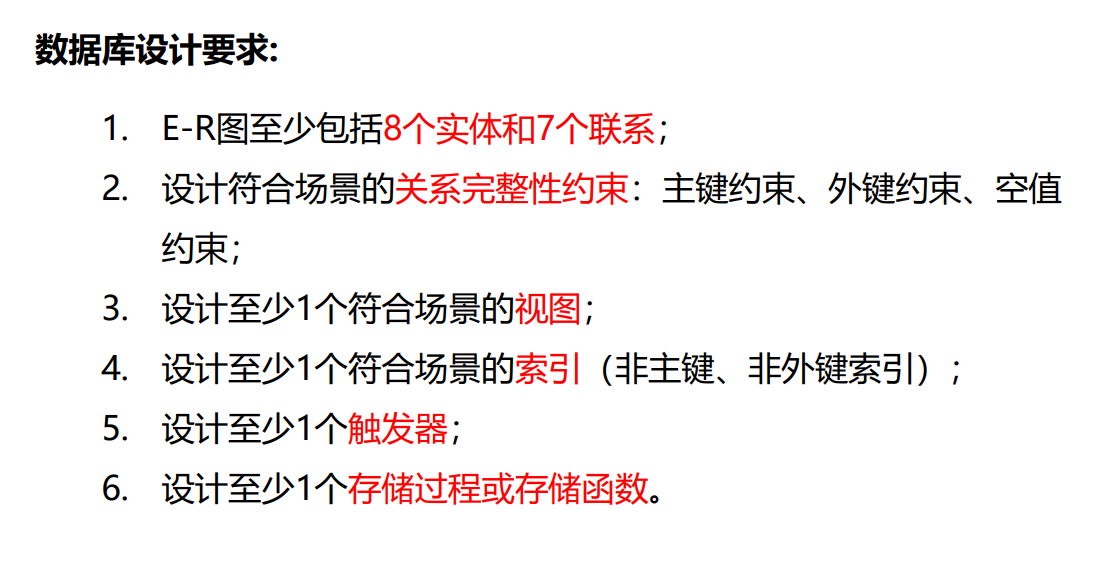 数据库设计要求:
1. E-R图至少包括8个实体和7个联系；
2. 设计符合场景的关系完整性约束：主键约束、外键约束、空值
约束；
3. 设计至少1个符合场景的视图；
4. 设计至少1个符合场景的索引（非主键、非外键索引）；
5. 设计至少1个触发器；
6. 设计至少1个存储过程或存储函数。